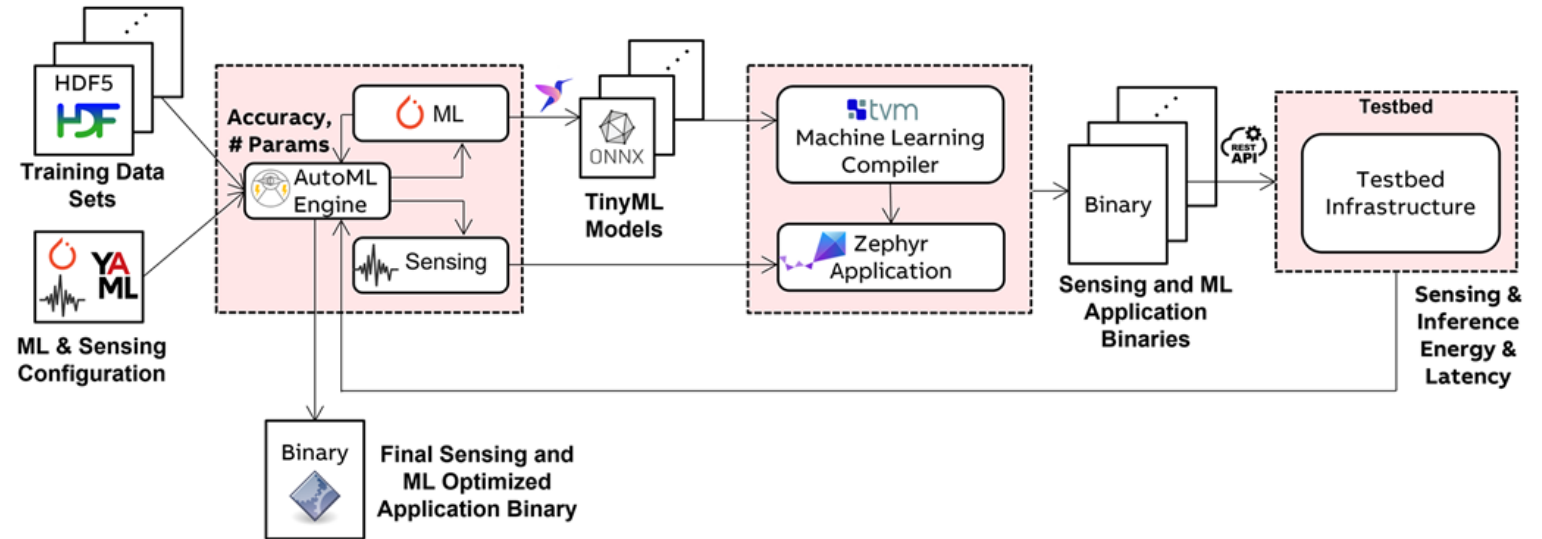 HDF5
HDF
Training Data
Sets
YA
ML
ML & Sensing
Configuration
Accuracy,
# Params
ML
AutoML
Engine
Sensing
ONNX
TinyML
Models
tvm
Machine Learning
Compiler
Zephyr
Application
Binary
Sensing and ML
Application
Binaries
REST
API
Testbed
Testbed
Infrastructure
Sensing &
Inference
Energy &
Latency
Binary
Final Sensing and
ML Optimized
Application Binary